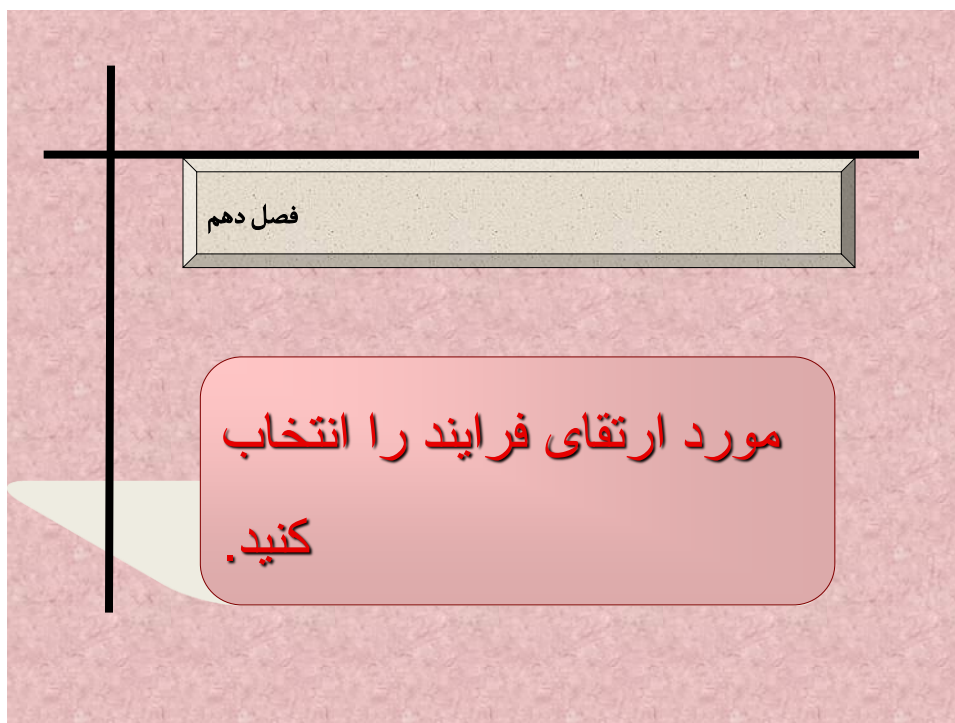 فصل دهم
مورد ارتقای فرایند را انتخاب
کنید.